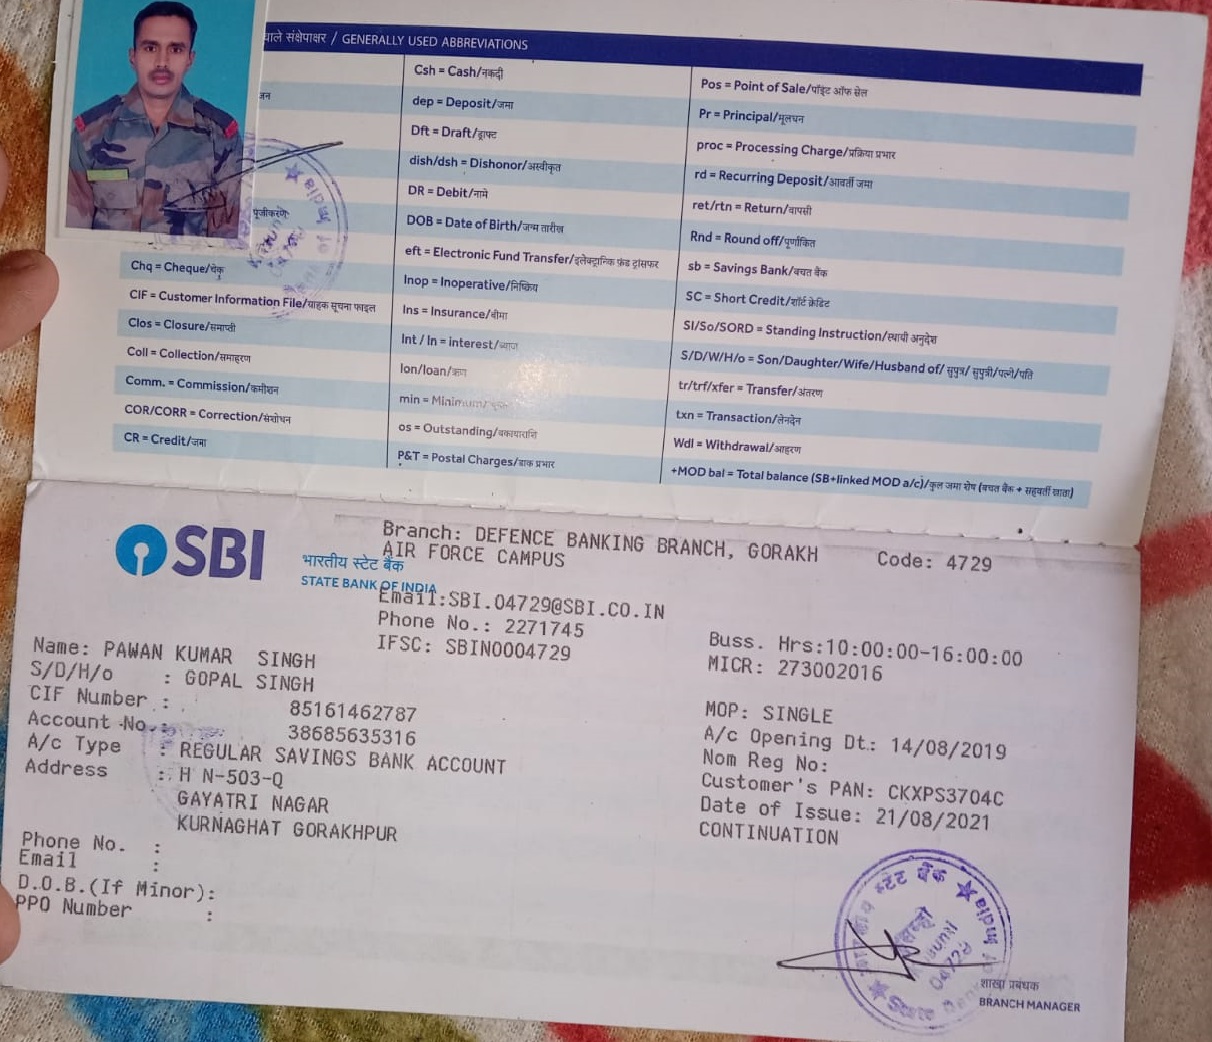 वाले संक्षेपाक्षर / GENERALLY USED ABBREVIATIONS
Chq = Cheque/चेक
CIF = Customer Information File/ग्राहक सूचना फाइल
Clos = Closure/समाप्ती
Coll = Collection/समाहरण
Comm. = Commission/कमीशन
COR/CORR = Correction/संशोधन
CR = Credit/जमा
Csh = Cash/नकदी
dep = Deposit/जमा
Dft = Draft/ड्राफ्ट
dish/dsh = Dishonor/अस्वीकृत
DR = Debit/नामे
DOB = Date of Birth/जन्म तारीख
eft = Electronic Fund Transfer/इलेक्ट्रानिक फ़ंड ट्रांसफर
Inop = Inoperative/निष्क्रिय
Ins = Insurance/बीमा
Int / In = interest/ब्याज
lon/loan/ऋण
min = Minimum/
os = Outstanding/बकायाराशि
P&T = Postal Charges/डाक प्रभार
Pos = Point of Sale/पॉइंट ऑफ सेल
Pr = Principal/मूलधन
proc = Processing Charge/प्रक्रिया प्रभार
rd = Recurring Deposit/आवर्ती जमा
ret/rtn = Return/वापसी
Rnd = Round off/पूर्णांकित
sb = Savings Bank/बचत बैंक
SC = Short Credit/शॉर्ट क्रेडिट
SI/So/SORD = Standing Instruction/स्थायी अनुदेश
S/D/W/H/o = Son/Daughter/Wife/Husband of/ सुपुत्र/ सुपुत्री/पत्नी/पति
tr/trf/xfer = Transfer/अंतरण
txn = Transaction/लेनदेन
Wdl = Withdrawal/आहरण
+MOD bal = Total balance (SB+linked MOD a/c)/कुल जमा शेष (बचत बैंक + सहवर्ती खाता)
SBI
भारतीय स्टेट बैंक
STATE BANK OF INDIA
Branch: DEFENCE BANKING BRANCH, GORAKH
AIR FORCE CAMPUS
Code: 4729
Email:SBI.04729@SBI.CO.IN
Phone No.: 2271745
IFSC: SBIN0004729
Buss. Hrs:10:00:00-16:00:00
MICR: 273002016
Name: PAWAN KUMAR SINGH
S/D/H/o : GOPAL SINGH
CIF Number : 85161462787
Account No. : 38685635316
A/c Type : REGULAR SAVINGS BANK ACCOUNT
Address : H N-503-Q
GAYATRI NAGAR
KURNAGHAT GORAKHPUR
MOP: SINGLE
A/c Opening Dt.: 14/08/2019
Nom Reg No:
Customer's PAN: CKXPS3704C
Date of Issue: 21/08/2021
CONTINUATION
Phone No. :
Email :
D.O.B.(If Minor):
PPO Number :
स्टेट बैंक
04729
State Bank of India
शाखा प्रबंधक
BRANCH MANAGER